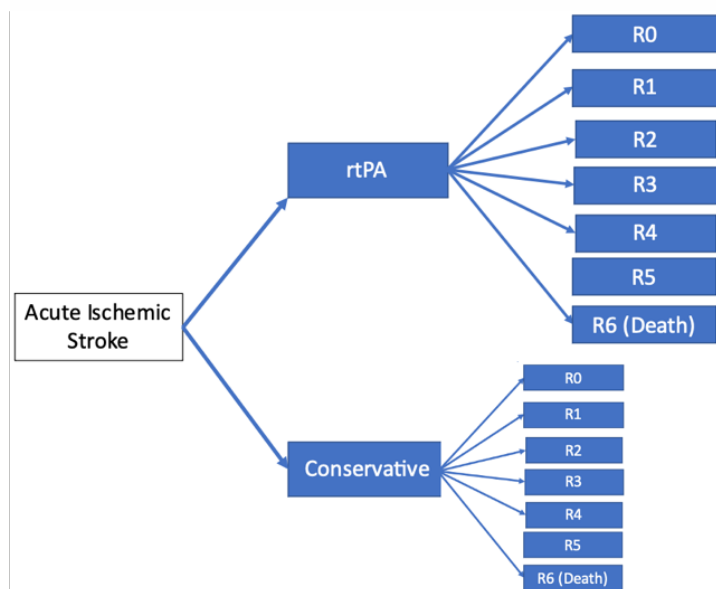 R0
R1
R2
rtPA
R3
R4
R5
R6 (Death)
Acute Ischemic
Stroke
R0
R1
R2
Conservative
R3
R4
R5
R6 (Death)